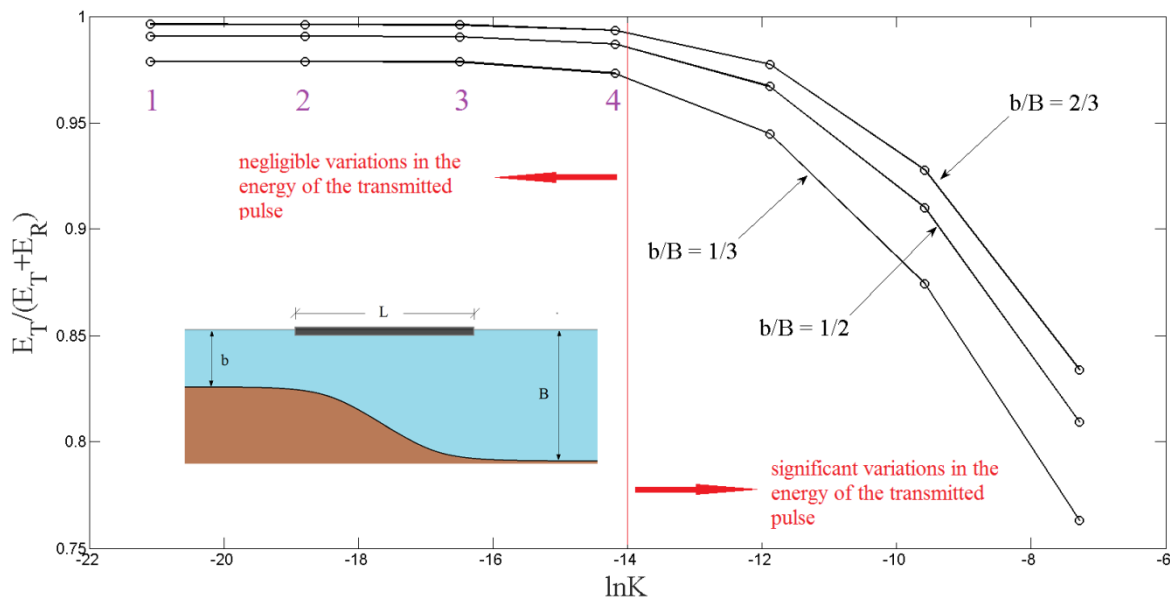 1
0.95
0.9
0.85
0.8
0.75
E_T/(E_T+E_R)
1
2
3
4
negligible variations in the
energy of the transmitted
pulse
b/B = 2/3
b/B = 1/3
b/B = 1/2
L
b
B
significant variations in the
energy of the transmitted
pulse
-22
-20
-18
-16
-14
-12
-10
-8
-6
lnK